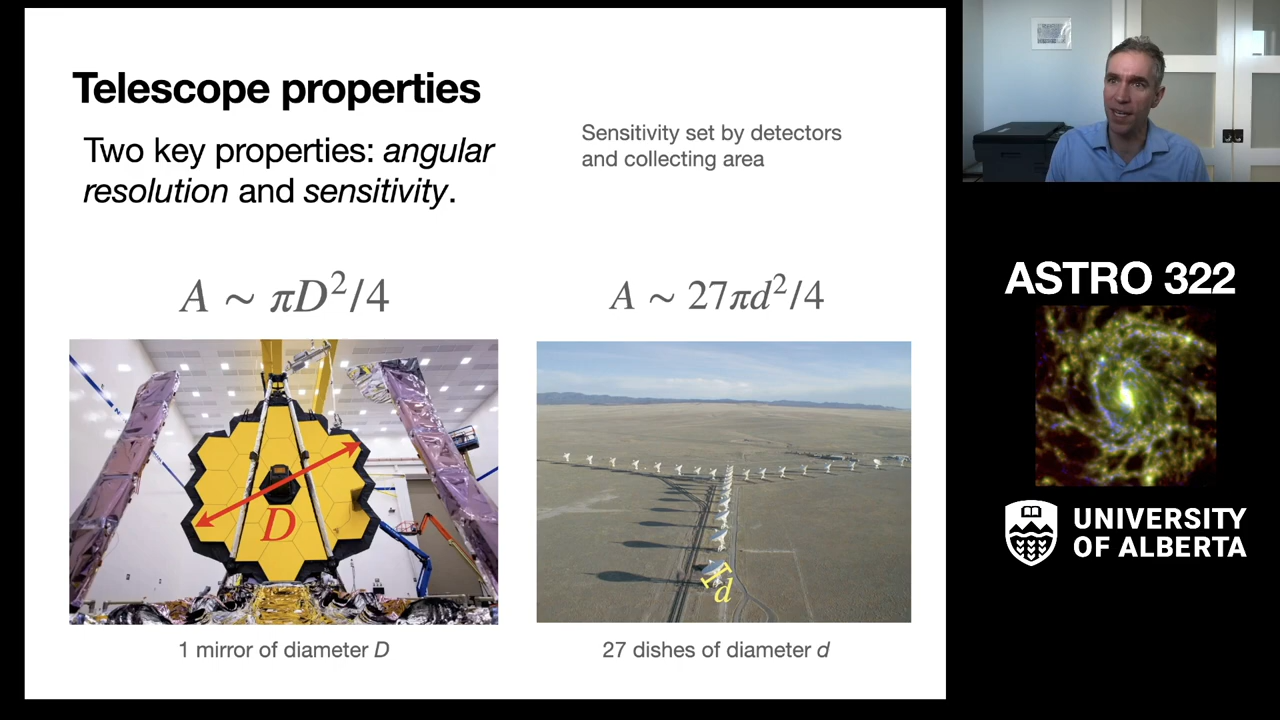 Telescope properties
Two key properties: angular
resolution and sensitivity.
Sensitivity set by detectors
and collecting area
A ∼ πD²/4
A ∼ 27πd²/4
D
d
1 mirror of diameter D
27 dishes of diameter d
ASTRO 322
UNIVERSITY
OF ALBERTA